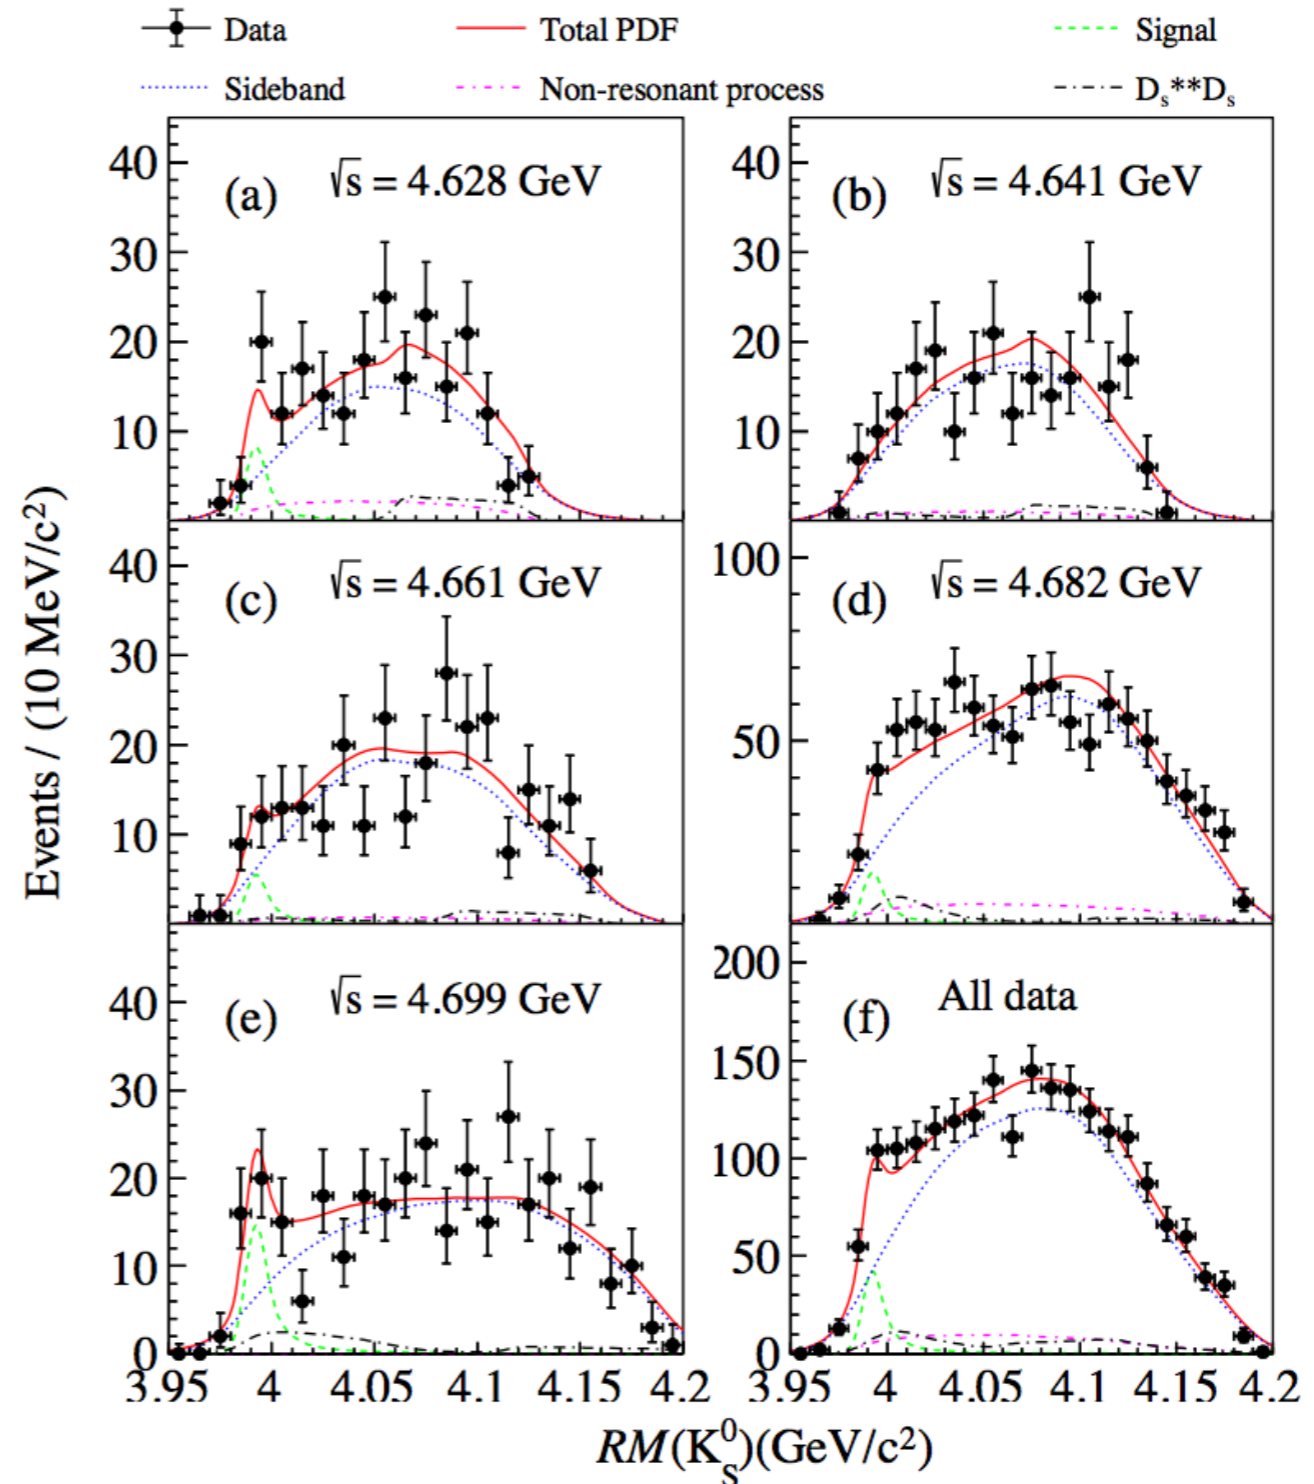 Data Total PDF Signal
Sideband Non-resonant process D_s**D_s
40 (a) √s = 4.628 GeV 40 (b) √s = 4.641 GeV
30 30
20 20
10 10
40 (c) √s = 4.661 GeV 100 (d) √s = 4.682 GeV
30
20 50
10
40 (e) √s = 4.699 GeV 200 (f) All data
30 150
20 100
10 50
0 0
3.95 4 4.05 4.1 4.15 4.2 3.95 4 4.05 4.1 4.15 4.2
Events / (10 MeV/c²)
RM(K_S^0)(GeV/c²)